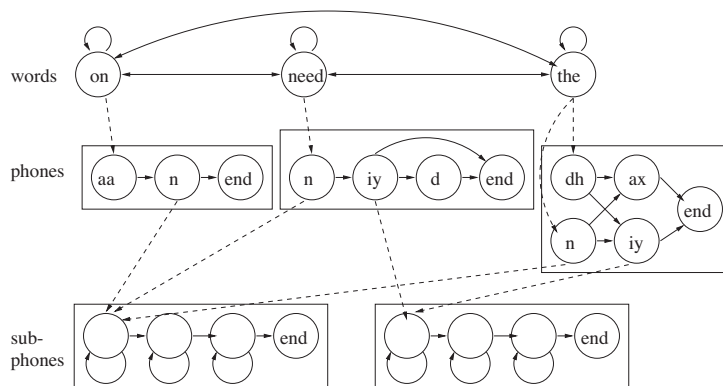 words on need the
phones aa n end n iy d end dh ax end
n iy
sub-
phones end end